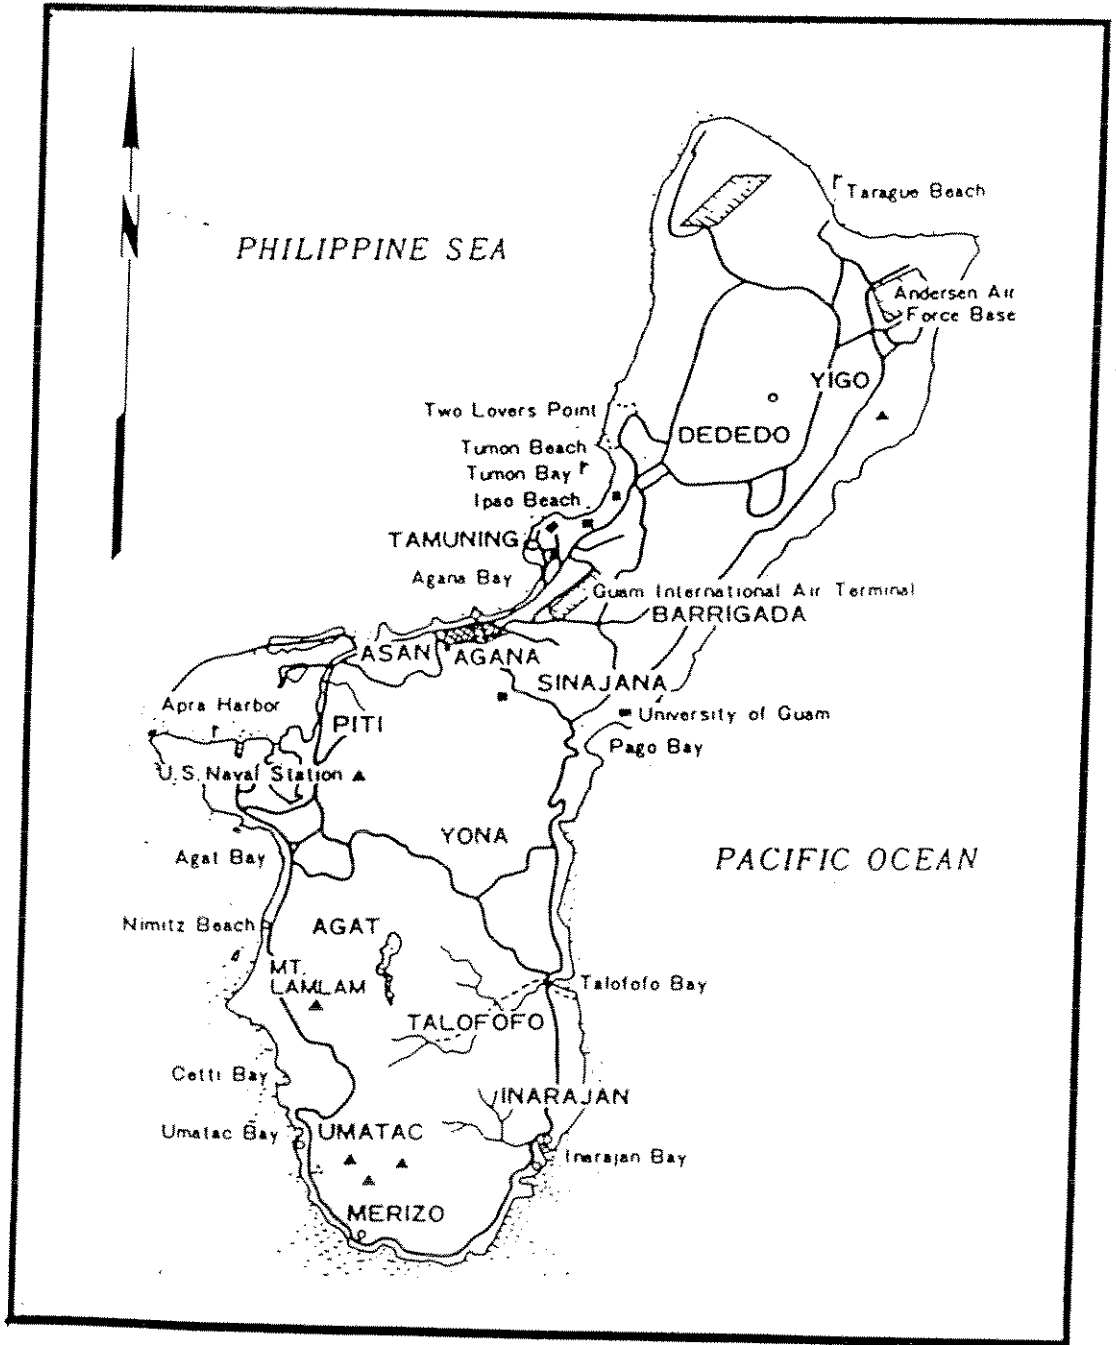 N
Tarague Beach
PHILIPPINE SEA
Andersen Air
Force Base
YIGO
Two Lovers Point
DEDEDO
Tumon Beach
Tumon Bay
Ipao Beach
TAMUNING
Agana Bay
Guam International Air Terminal
BARRIGADA
ASAN
AGANA
SINAJANA
Apra Harbor
University of Guam
PITI
Pago Bay
U.S. Naval Station
YONA
Agat Bay
PACIFIC OCEAN
Nimitz Beach
AGAT
MT.
LAMLAM
Talofofo Bay
TALOFOFO
Cetti Bay
INARAJAN
Umatac Bay
UMATAC
Inarajan Bay
MERIZO